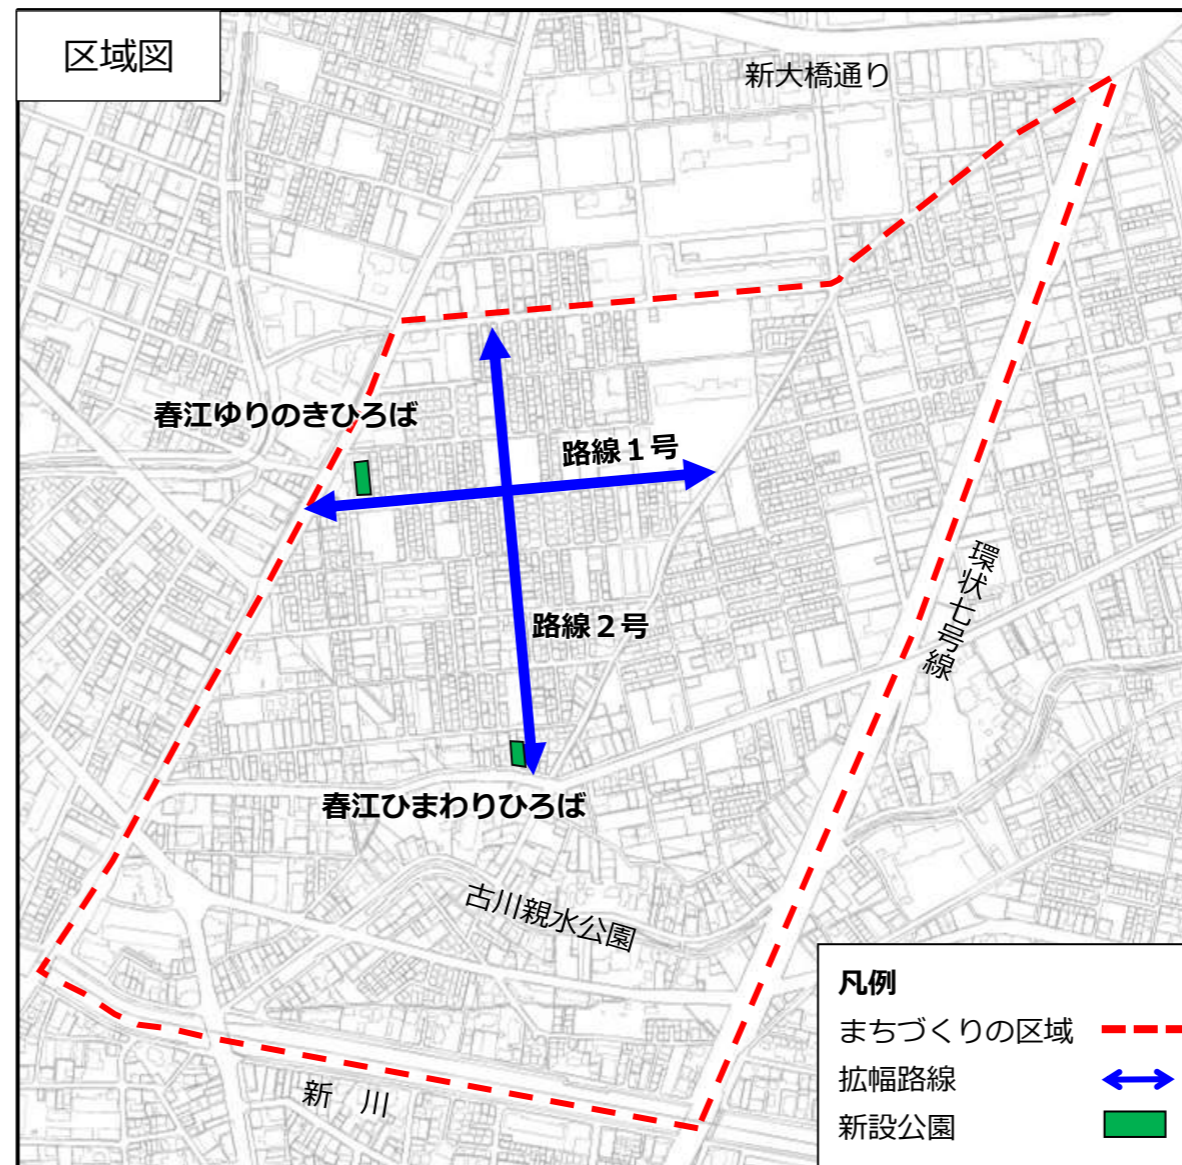 区域図
新大橋通り
春江ゆりのきひろば
路線１号
環状七号線
路線２号
春江ひまわりひろば
古川親水公園
新 川
凡例
まちづくりの区域
拡幅路線
新設公園